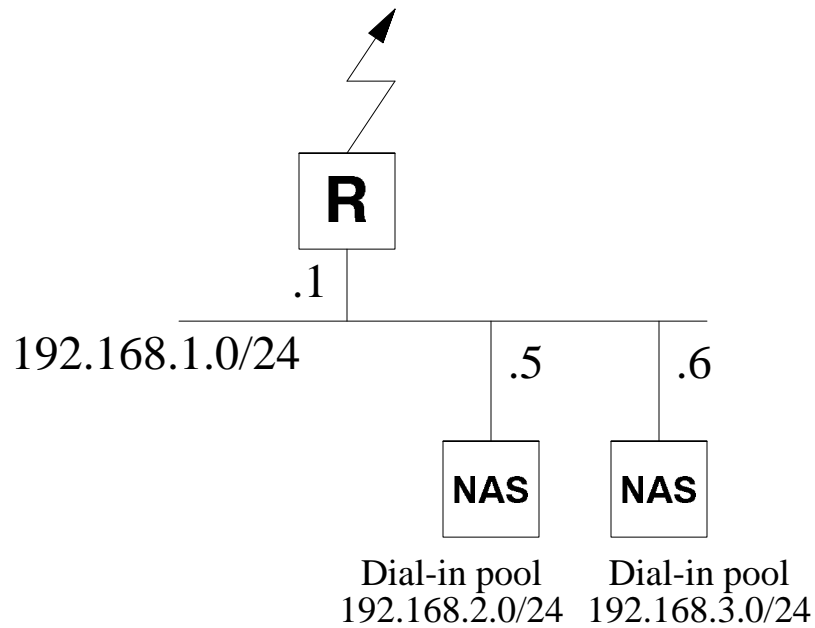 R
.1
192.168.1.0/24
.5
.6
NAS
NAS
Dial-in pool
192.168.2.0/24
Dial-in pool
192.168.3.0/24